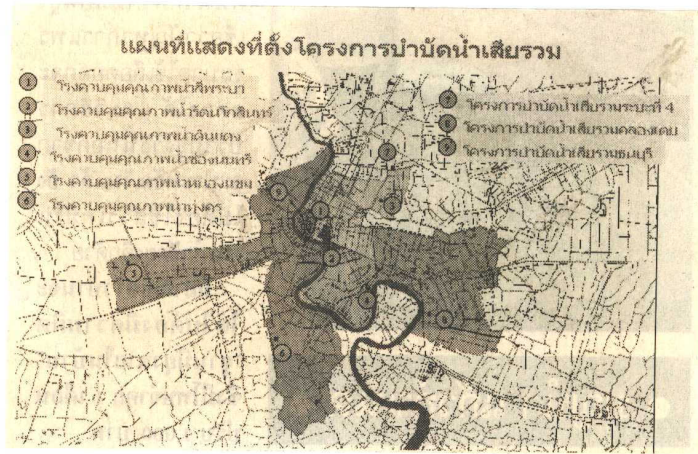 แผนที่แสดงที่ตั้งโครงการบำบัดน้ำเสียรวม
1 โรงควบคุมคุณภาพน้ำสี่พระยา
2 โรงควบคุมคุณภาพน้ำรัตนโกสินทร์
3 โรงควบคุมคุณภาพน้ำดินแดง
4 โรงควบคุมคุณภาพน้ำช่องนนทรี
5 โรงควบคุมคุณภาพน้ำหนองแขม
6 โรงควบคุมคุณภาพน้ำทุ่งครุ
7 โครงการบำบัดน้ำเสียรวมระยะที่ 4
8 โครงการบำบัดน้ำเสียรวมคลองเตย
9 โครงการบำบัดน้ำเสียรวมธนบุรี